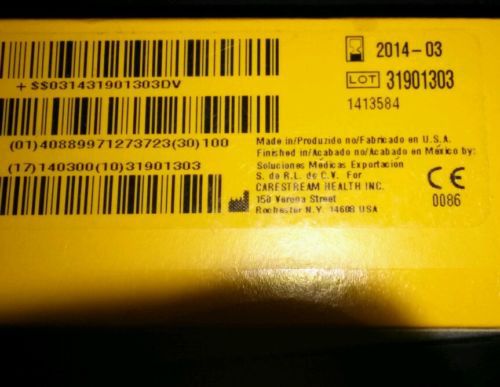 +$$031431901303DV
(01)40889971273723(30)100
(17)140300(10)31901303
2014-03
LOT 31901303
1413584
Made in/Produzido no/Fabricado en U.S.A.
Finished in/Acabado no/Acabado en México by:
Soluciones Médicas Exportación
S. de R.L. de C.V. For
CARESTREAM HEALTH INC.
150 Verona Street
Rochester N.Y. 14608 USA
CE
0086